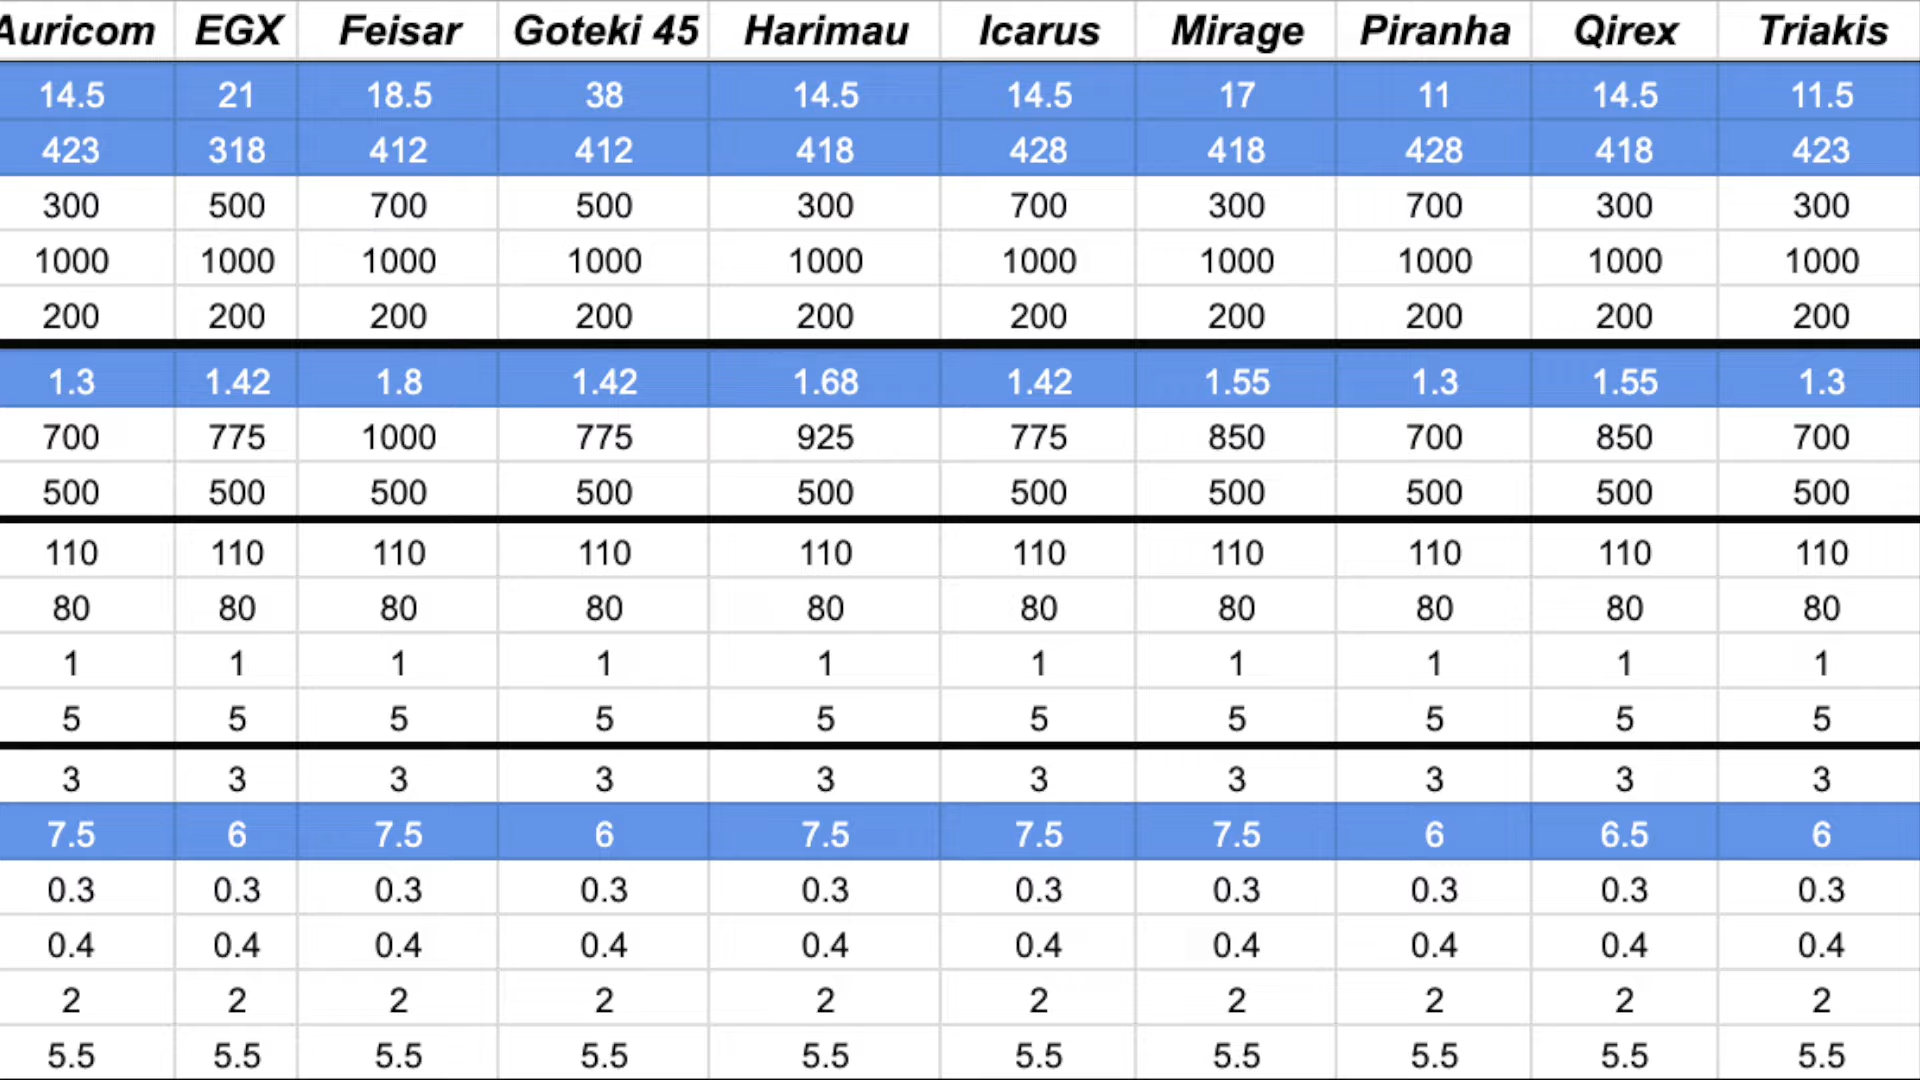 Auricom EGX Feisar Goteki 45 Harimau Icarus Mirage Piranha Qirex Triakis
14.5 21 18.5 38 14.5 14.5 17 11 14.5 11.5
423 318 412 412 418 428 418 428 418 423
300 500 700 500 300 700 300 700 300 300
1000 1000 1000 1000 1000 1000 1000 1000 1000 1000
200 200 200 200 200 200 200 200 200 200
1.3 1.42 1.8 1.42 1.68 1.42 1.55 1.3 1.55 1.3
700 775 1000 775 925 775 850 700 850 700
500 500 500 500 500 500 500 500 500 500
110 110 110 110 110 110 110 110 110 110
80 80 80 80 80 80 80 80 80 80
1 1 1 1 1 1 1 1 1 1
5 5 5 5 5 5 5 5 5 5
3 3 3 3 3 3 3 3 3 3
7.5 6 7.5 6 7.5 7.5 7.5 6 6.5 6
0.3 0.3 0.3 0.3 0.3 0.3 0.3 0.3 0.3 0.3
0.4 0.4 0.4 0.4 0.4 0.4 0.4 0.4 0.4 0.4
2 2 2 2 2 2 2 2 2 2
5.5 5.5 5.5 5.5 5.5 5.5 5.5 5.5 5.5 5.5